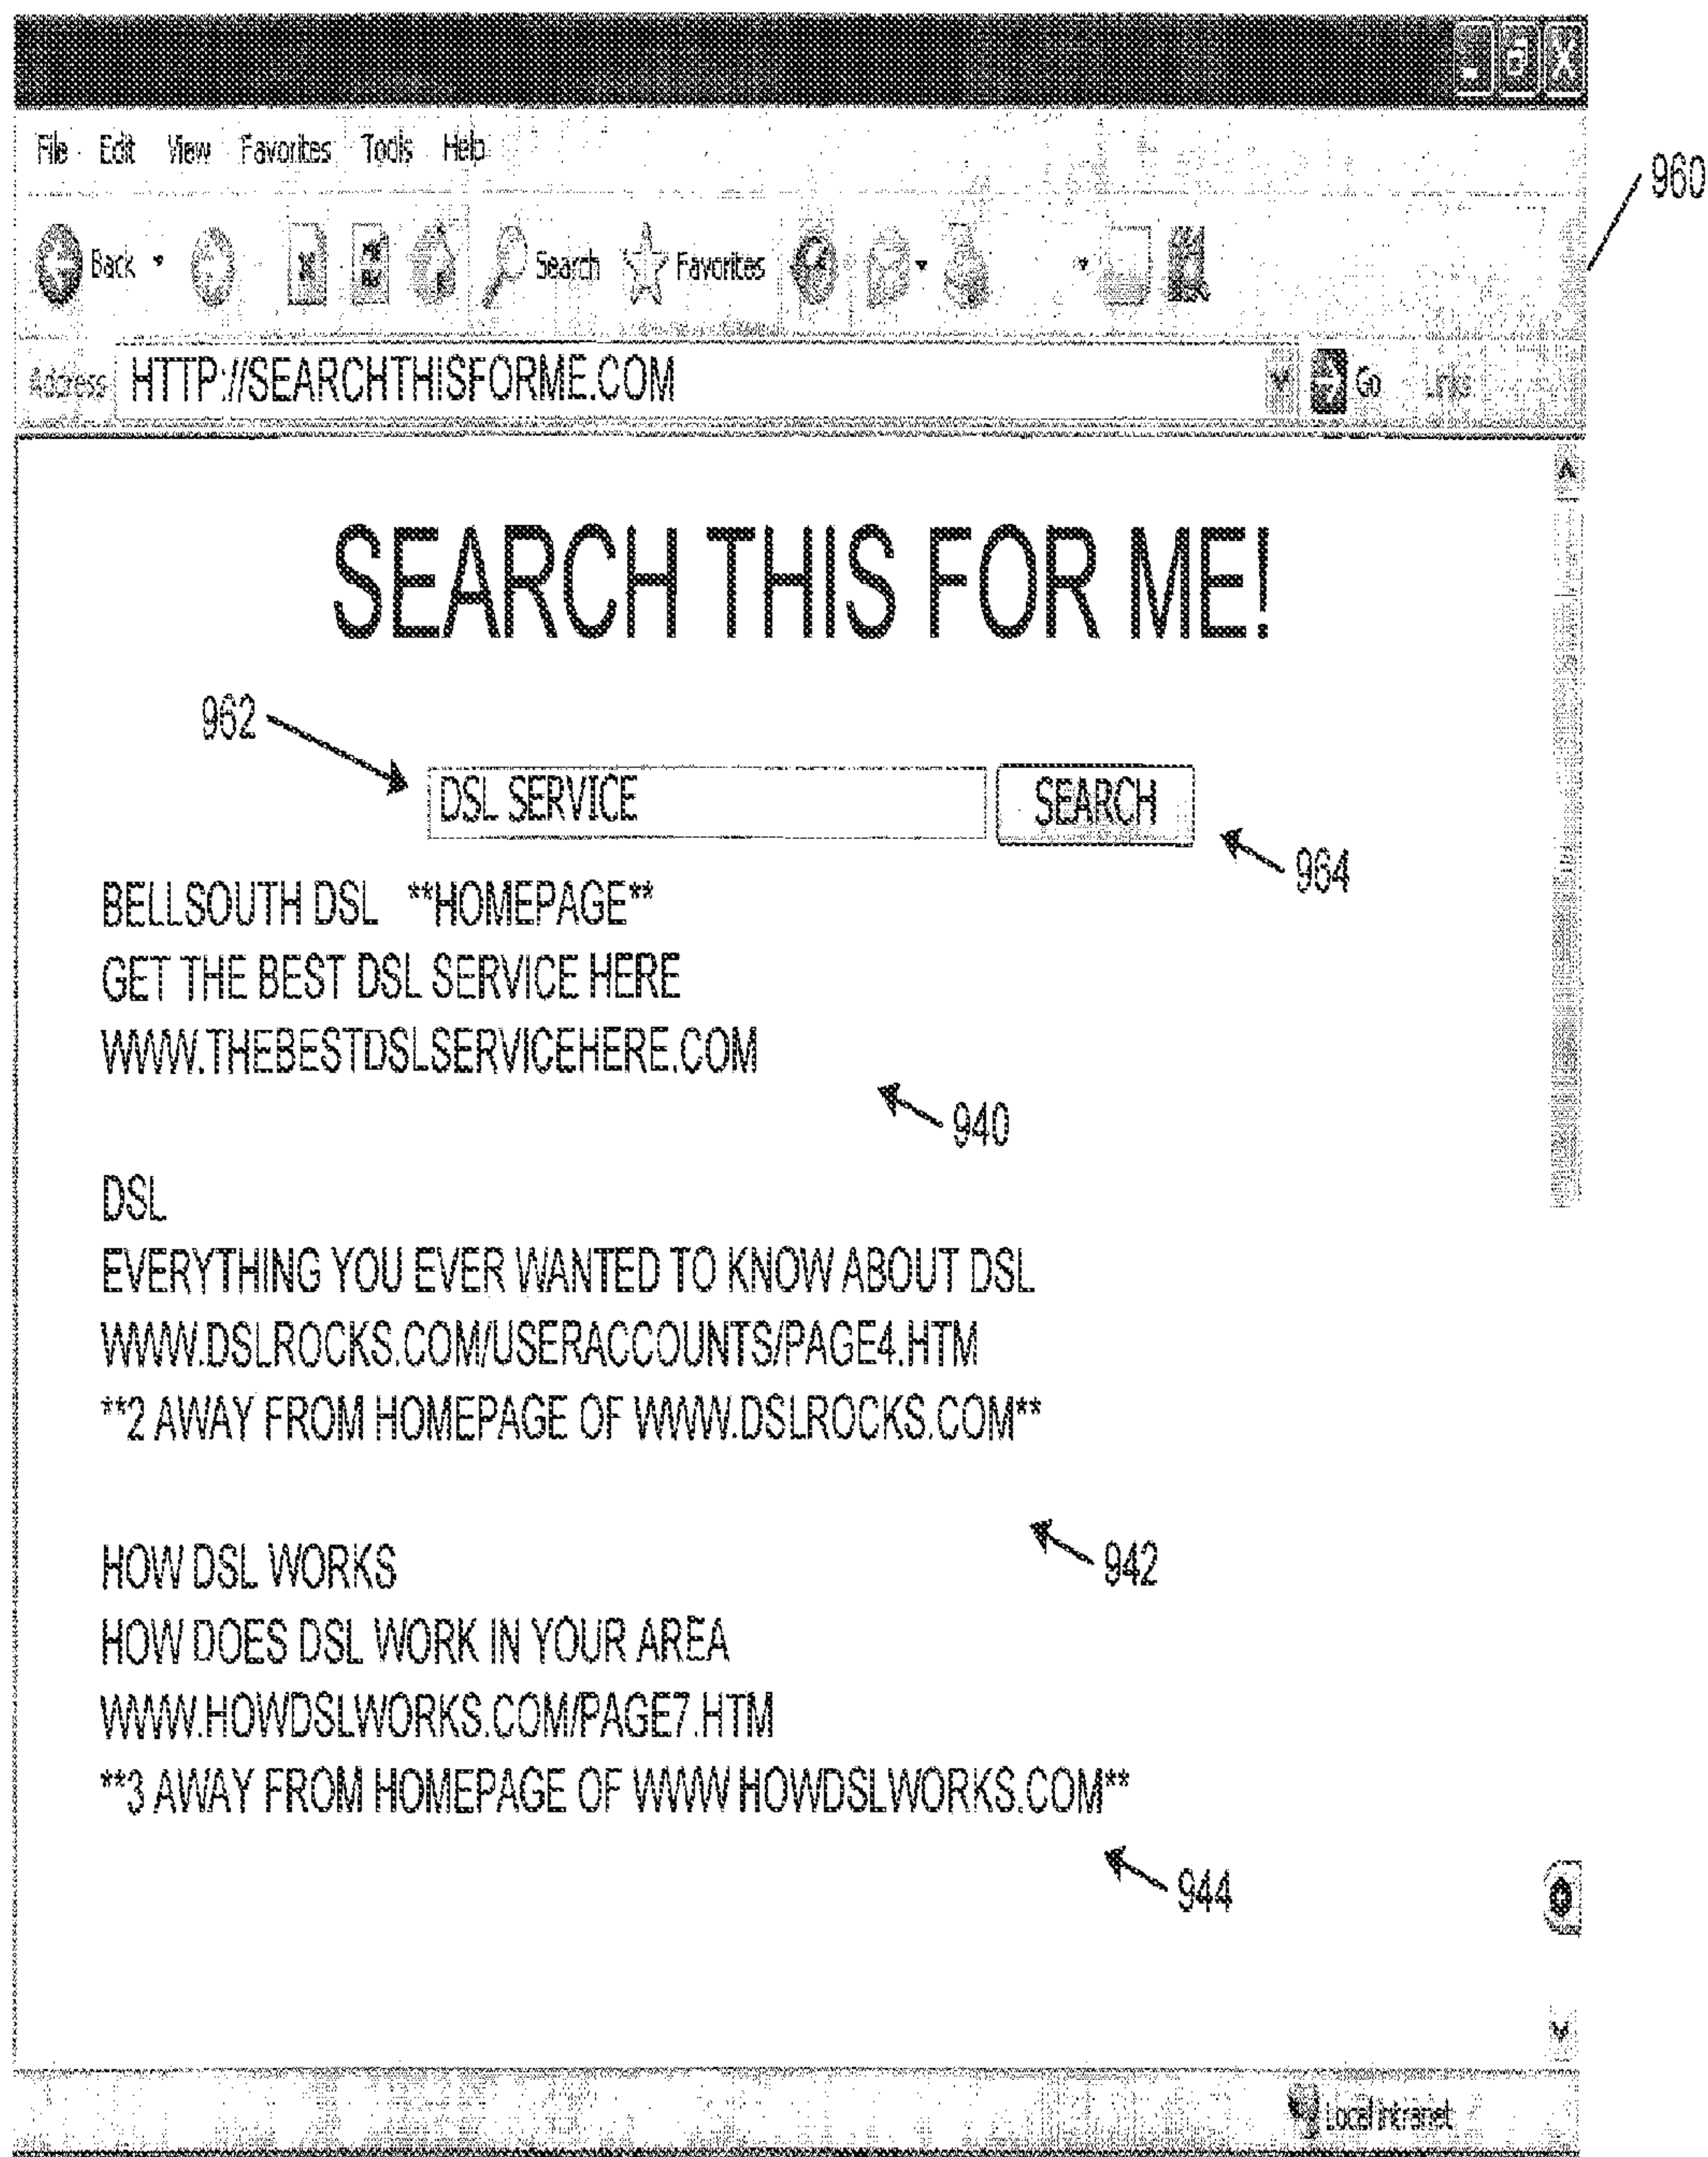 File Edit View Favorites Tools Help
960
Back Search Favorites
Address HTTP://SEARCHTHISFORME.COM Go Links
SEARCH THIS FOR ME!
962
DSL SERVICE SEARCH
964
BELLSOUTH DSL **HOMEPAGE**
GET THE BEST DSL SERVICE HERE
WWW.THEBESTDSLSERVICEHERE.COM
940
DSL
EVERYTHING YOU EVER WANTED TO KNOW ABOUT DSL
WWW.DSLROCKS.COM/USERACCOUNTS/PAGE4.HTM
**2 AWAY FROM HOMEPAGE OF WWW.DSLROCKS.COM**
942
HOW DSL WORKS
HOW DOES DSL WORK IN YOUR AREA
WWW.HOWDSLWORKS.COM/PAGE7.HTM
**3 AWAY FROM HOMEPAGE OF WWW HOWDSLWORKS.COM**
944
Local intranet